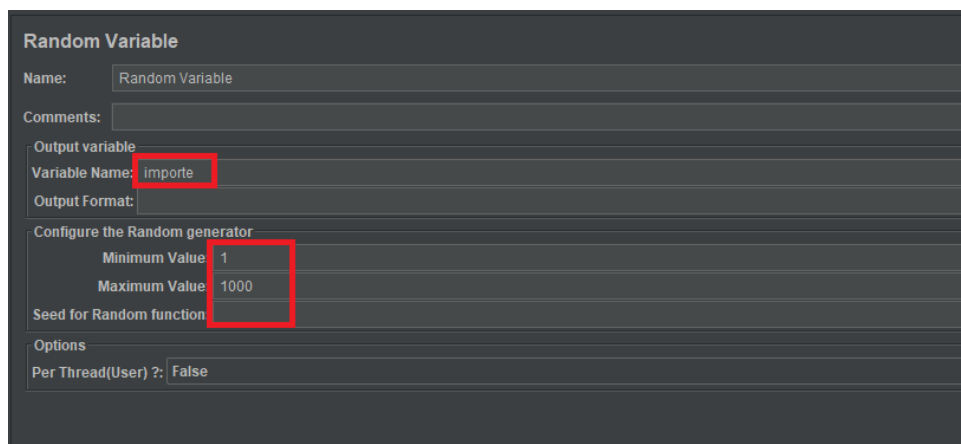 Random Variable
Name: Random Variable
Comments:
Output variable
Variable Name: importe
Output Format:
Configure the Random generator
Minimum Value: 1
Maximum Value: 1000
Seed for Random function:
Options
Per Thread(User) ?: False